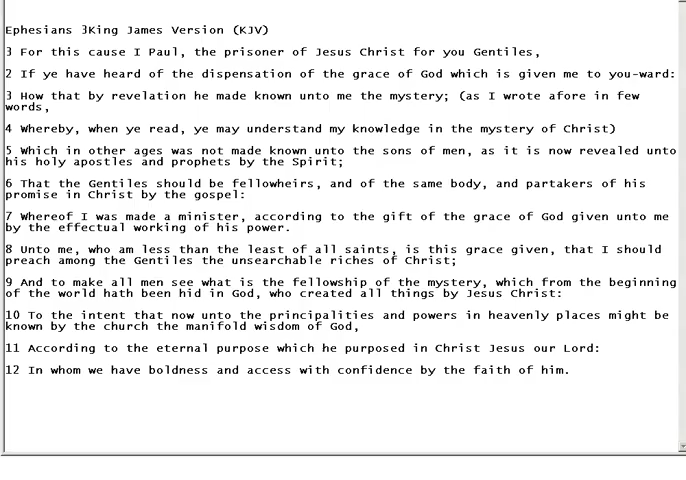 Ephesians 3King James Version (KJV)
3 For this cause I Paul, the prisoner of Jesus Christ for you Gentiles,
2 If ye have heard of the dispensation of the grace of God which is given me to you-ward:
3 How that by revelation he made known unto me the mystery; (as I wrote afore in few
words,
4 Whereby, when ye read, ye may understand my knowledge in the mystery of Christ)
5 Which in other ages was not made known unto the sons of men, as it is now revealed unto
his holy apostles and prophets by the Spirit;
6 That the Gentiles should be fellowheirs, and of the same body, and partakers of his
promise in Christ by the gospel:
7 Whereof I was made a minister, according to the gift of the grace of God given unto me
by the effectual working of his power.
8 Unto me, who am less than the least of all saints, is this grace given, that I should
preach among the Gentiles the unsearchable riches of Christ;
9 And to make all men see what is the fellowship of the mystery, which from the beginning
of the world hath been hid in God, who created all things by Jesus Christ:
10 To the intent that now unto the principalities and powers in heavenly places might be
known by the church the manifold wisdom of God,
11 According to the eternal purpose which he purposed in Christ Jesus our Lord:
12 In whom we have boldness and access with confidence by the faith of him.